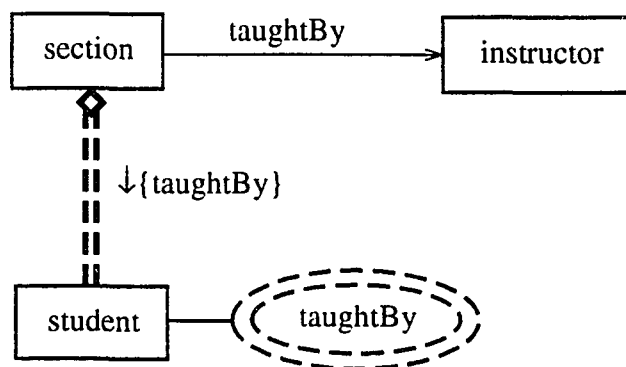 taughtBy
section
instructor
↓{taughtBy}
student
taughtBy